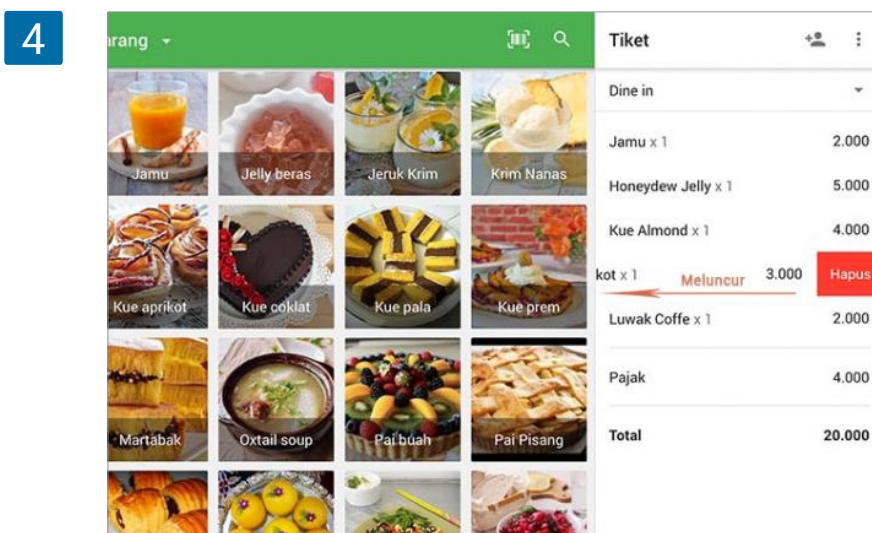 4
arang
Tiket
Dine in
Jamu x 1 2.000
Honeydew Jelly x 1 5.000
Kue Almond x 1 4.000
kot x 1 Meluncur 3.000 Hapus
Luwak Coffe x 1 2.000
Pajak 4.000
Total 20.000
Jamu Jelly beras Jeruk Krim Krim Nanas
Kue aprikot Kue coklat Kue pala Kue prem
Martabak Oxtail soup Pai buah Pai Pisang